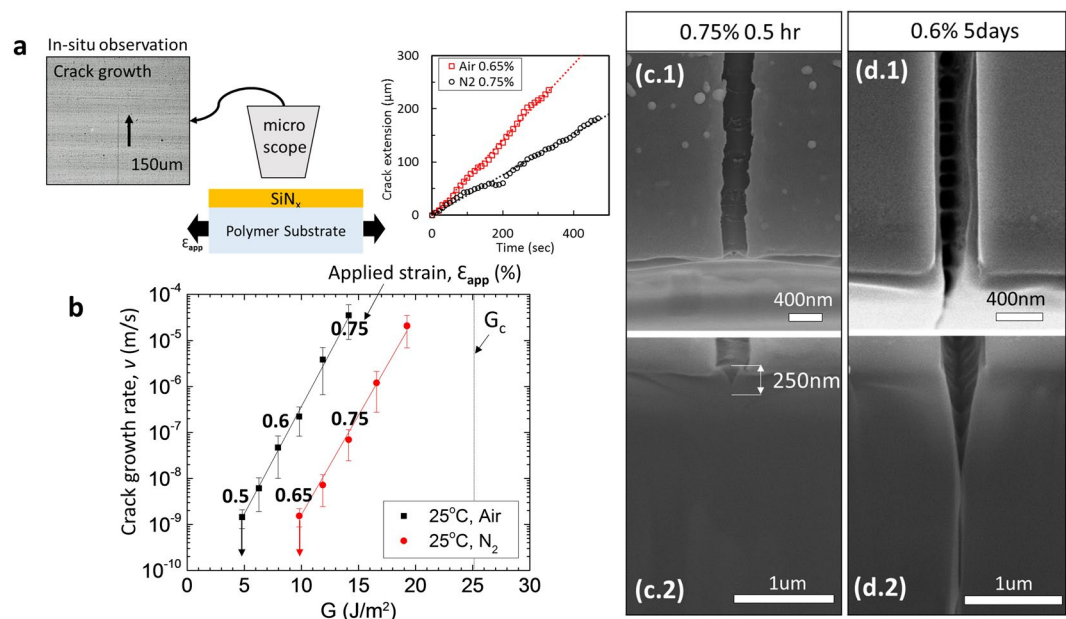 a
In-situ observation
Crack growth
150um
micro
scope
SiNₓ
Polymer Substrate
Ɛapp
300
200
100
0
Crack extension (μm)
Air 0.65%
N2 0.75%
0
200
400
Time (sec)
b
Applied strain, Ɛapp (%)
10⁻⁴
10⁻⁵
10⁻⁶
10⁻⁷
10⁻⁸
10⁻⁹
10⁻¹⁰
Crack growth rate, v (m/s)
0.75
0.6
0.5
0.75
0.65
Gc
25°C, Air
25°C, N₂
0
5
10
15
20
25
30
G (J/m²)
0.75% 0.5 hr
(c.1)
400nm
250nm
(c.2)
1um
0.6% 5days
(d.1)
400nm
(d.2)
1um